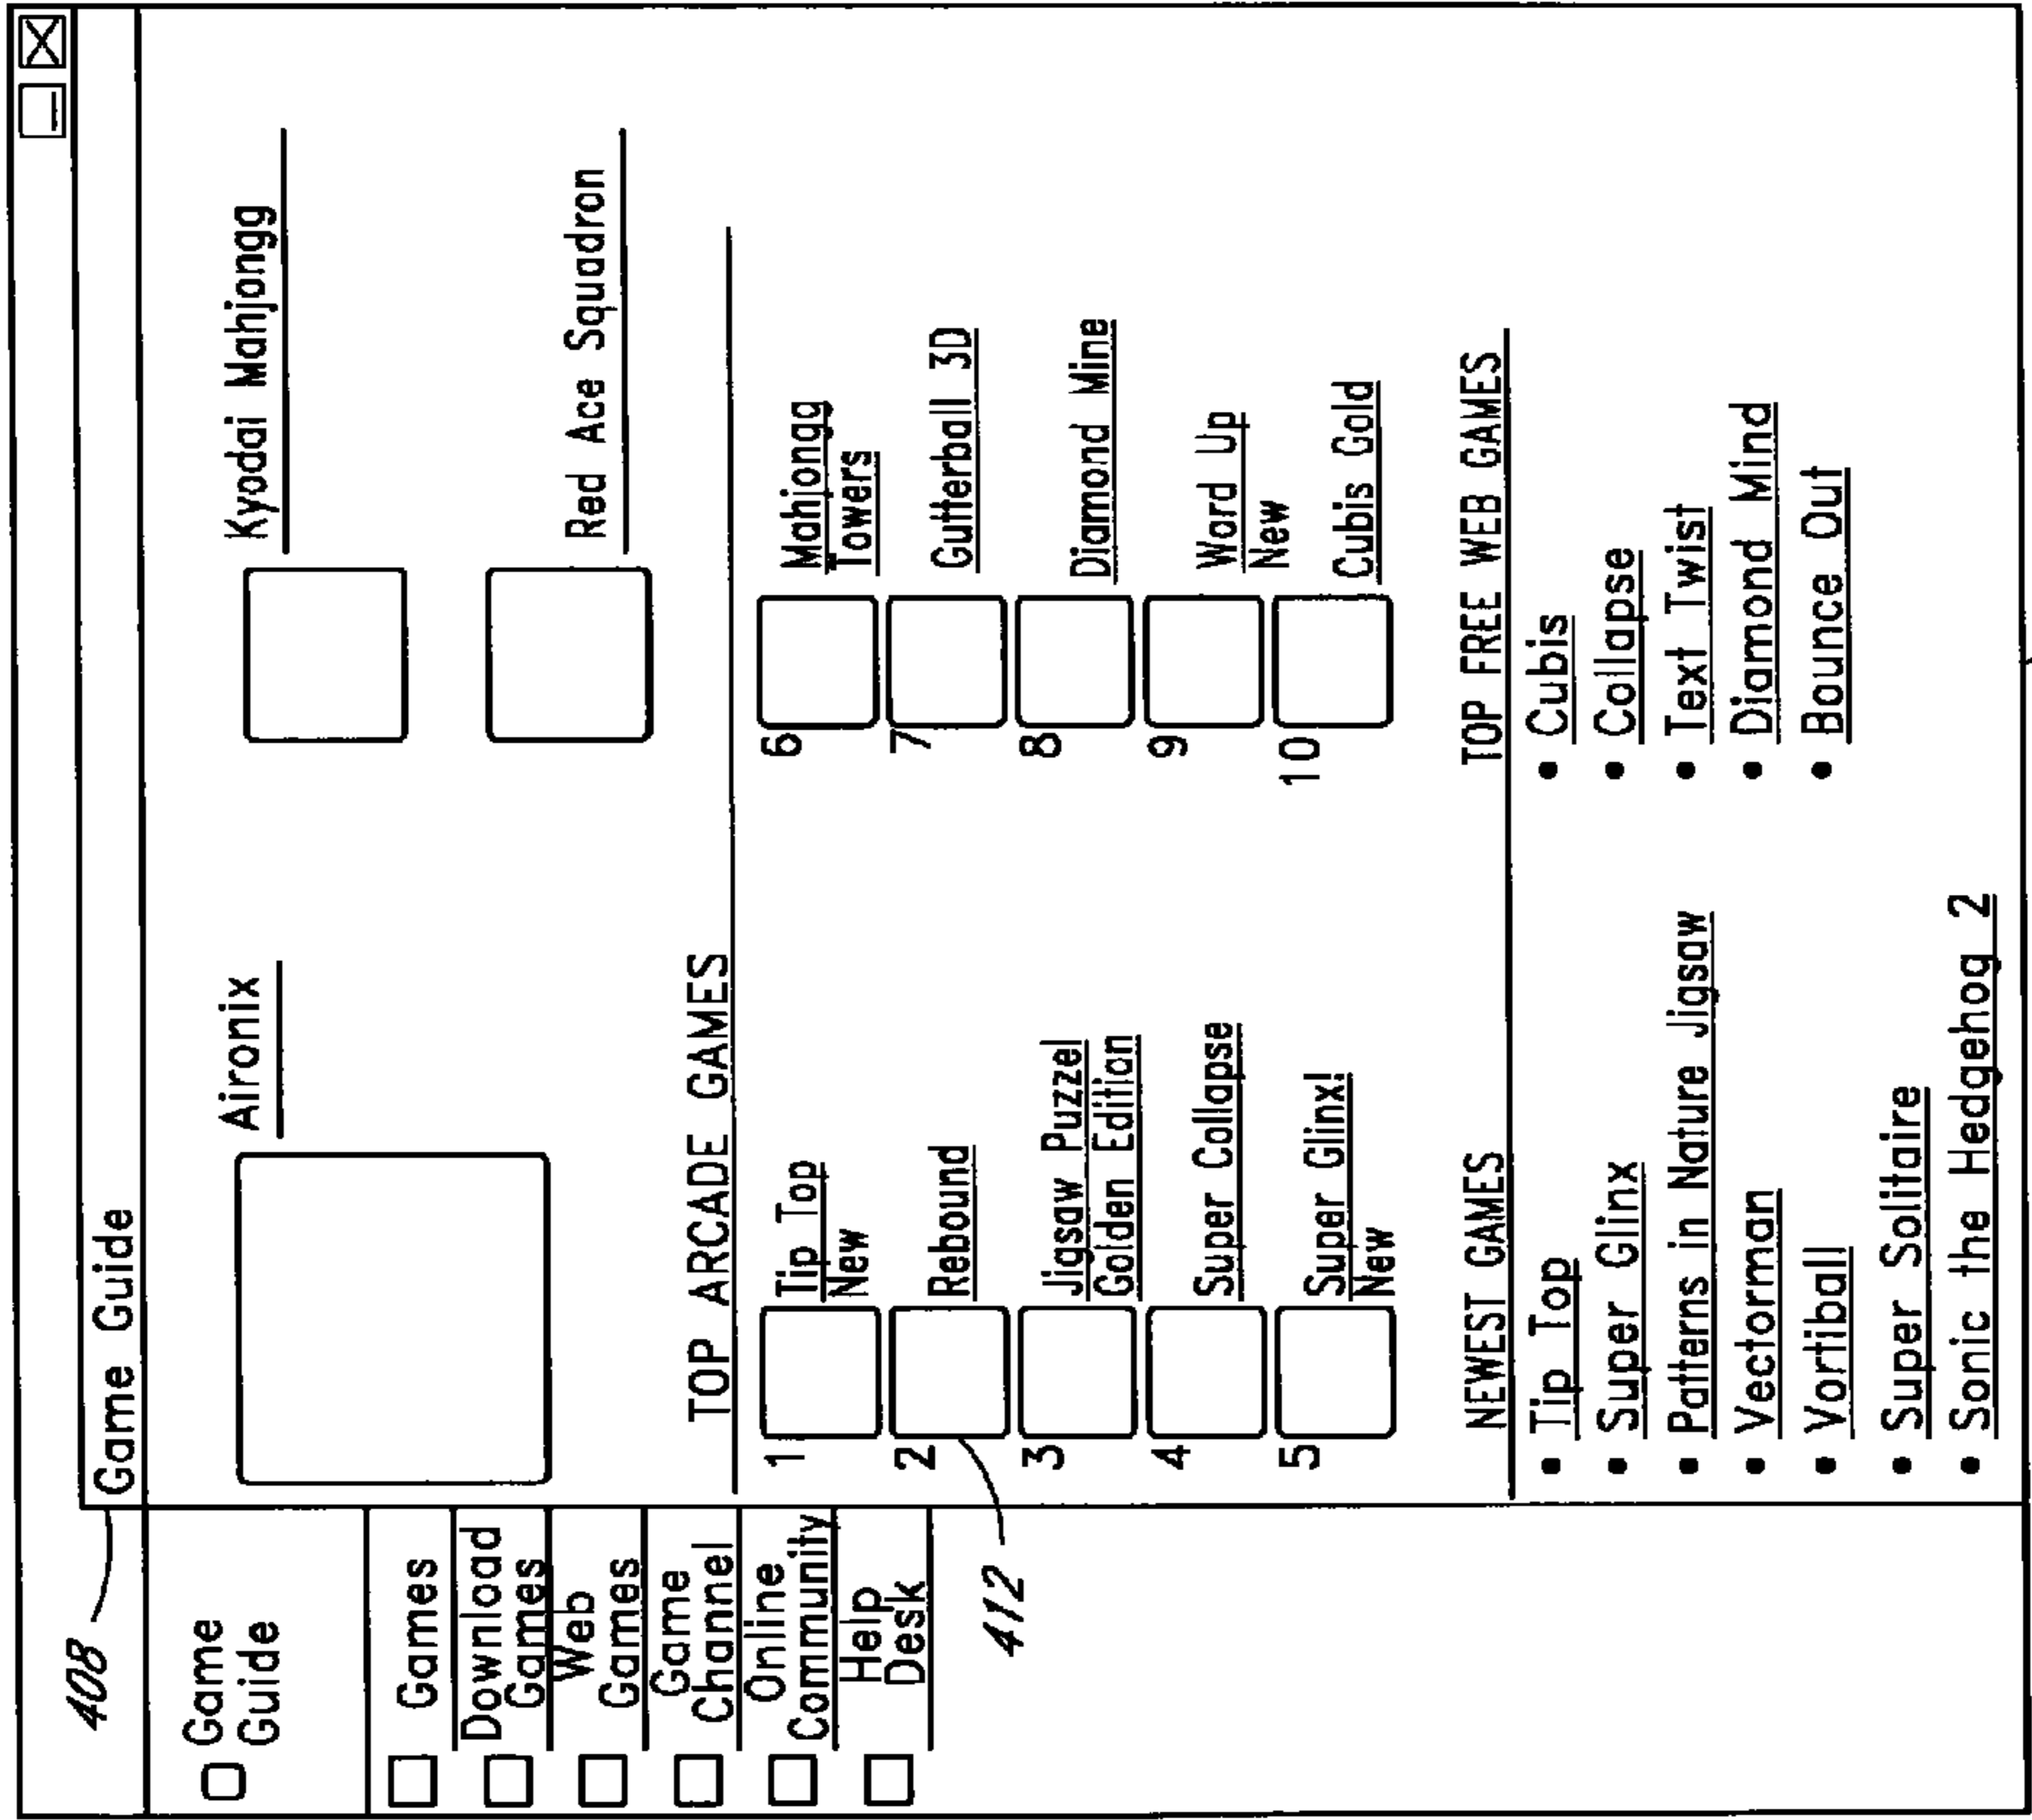 408
Game Guide
Game
Guide
Games
Download
Games
Web
Games
Game
Channel
Online
Community
Help
Desk
412
Aironix
Kyodai Mahjongg
Red Ace Squadron
TOP ARCADE GAMES
1
Tip Top
New
2
Rebound
3
Jigsaw Puzzel
Golden Edition
4
Super Collapse
5
Super Glinx!
New
6
Mahjongg
Towers
7
Gutterball 3D
8
Diamond Mine
9
Word Up
New
10
Cubis Gold
NEWEST GAMES
• Tip Top
• Super Glinx
• Patterns in Nature Jigsaw
• Vectorman
• Vortiball
• Super Solitaire
• Sonic the Hedgehog 2
TOP FREE WEB GAMES
• Cubis
• Collapse
• Text Twist
• Diamond Mind
• Bounce Out